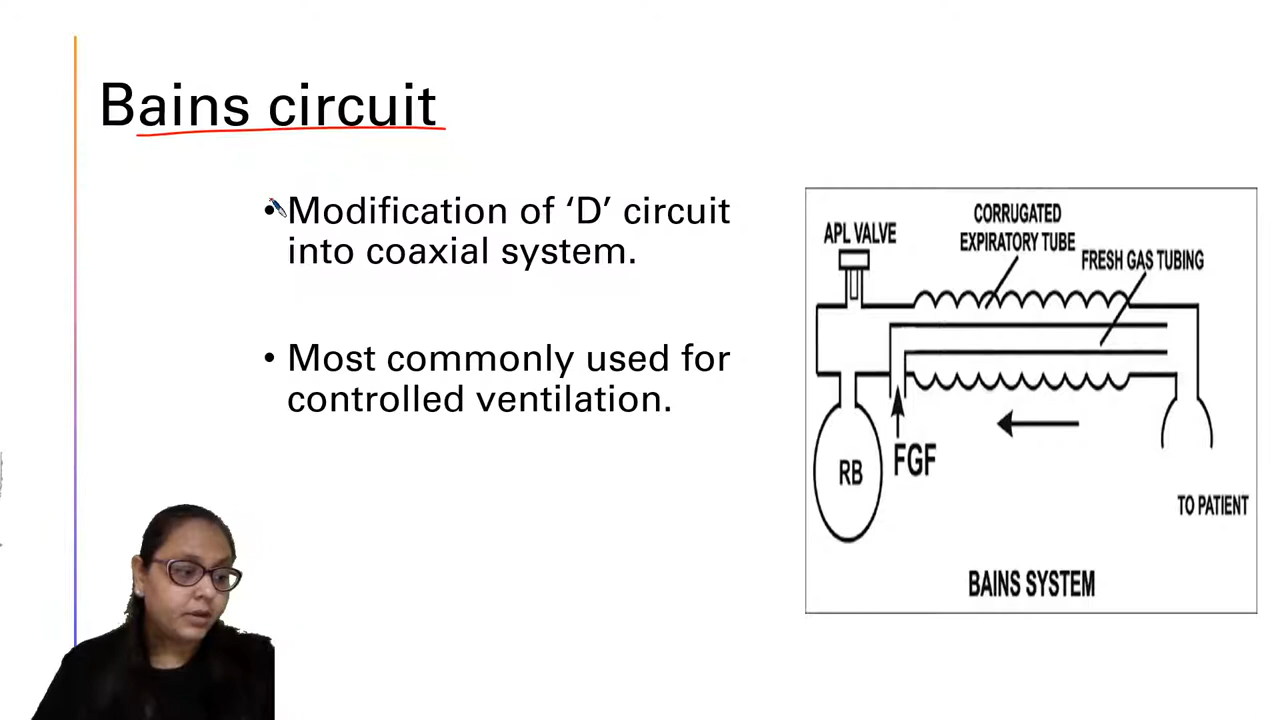 Bains circuit
• Modification of ‘D’ circuit
into coaxial system.
• Most commonly used for
controlled ventilation.
APL VALVE
CORRUGATED
EXPIRATORY TUBE
FRESH GAS TUBING
RB
FGF
TO PATIENT
BAINS SYSTEM